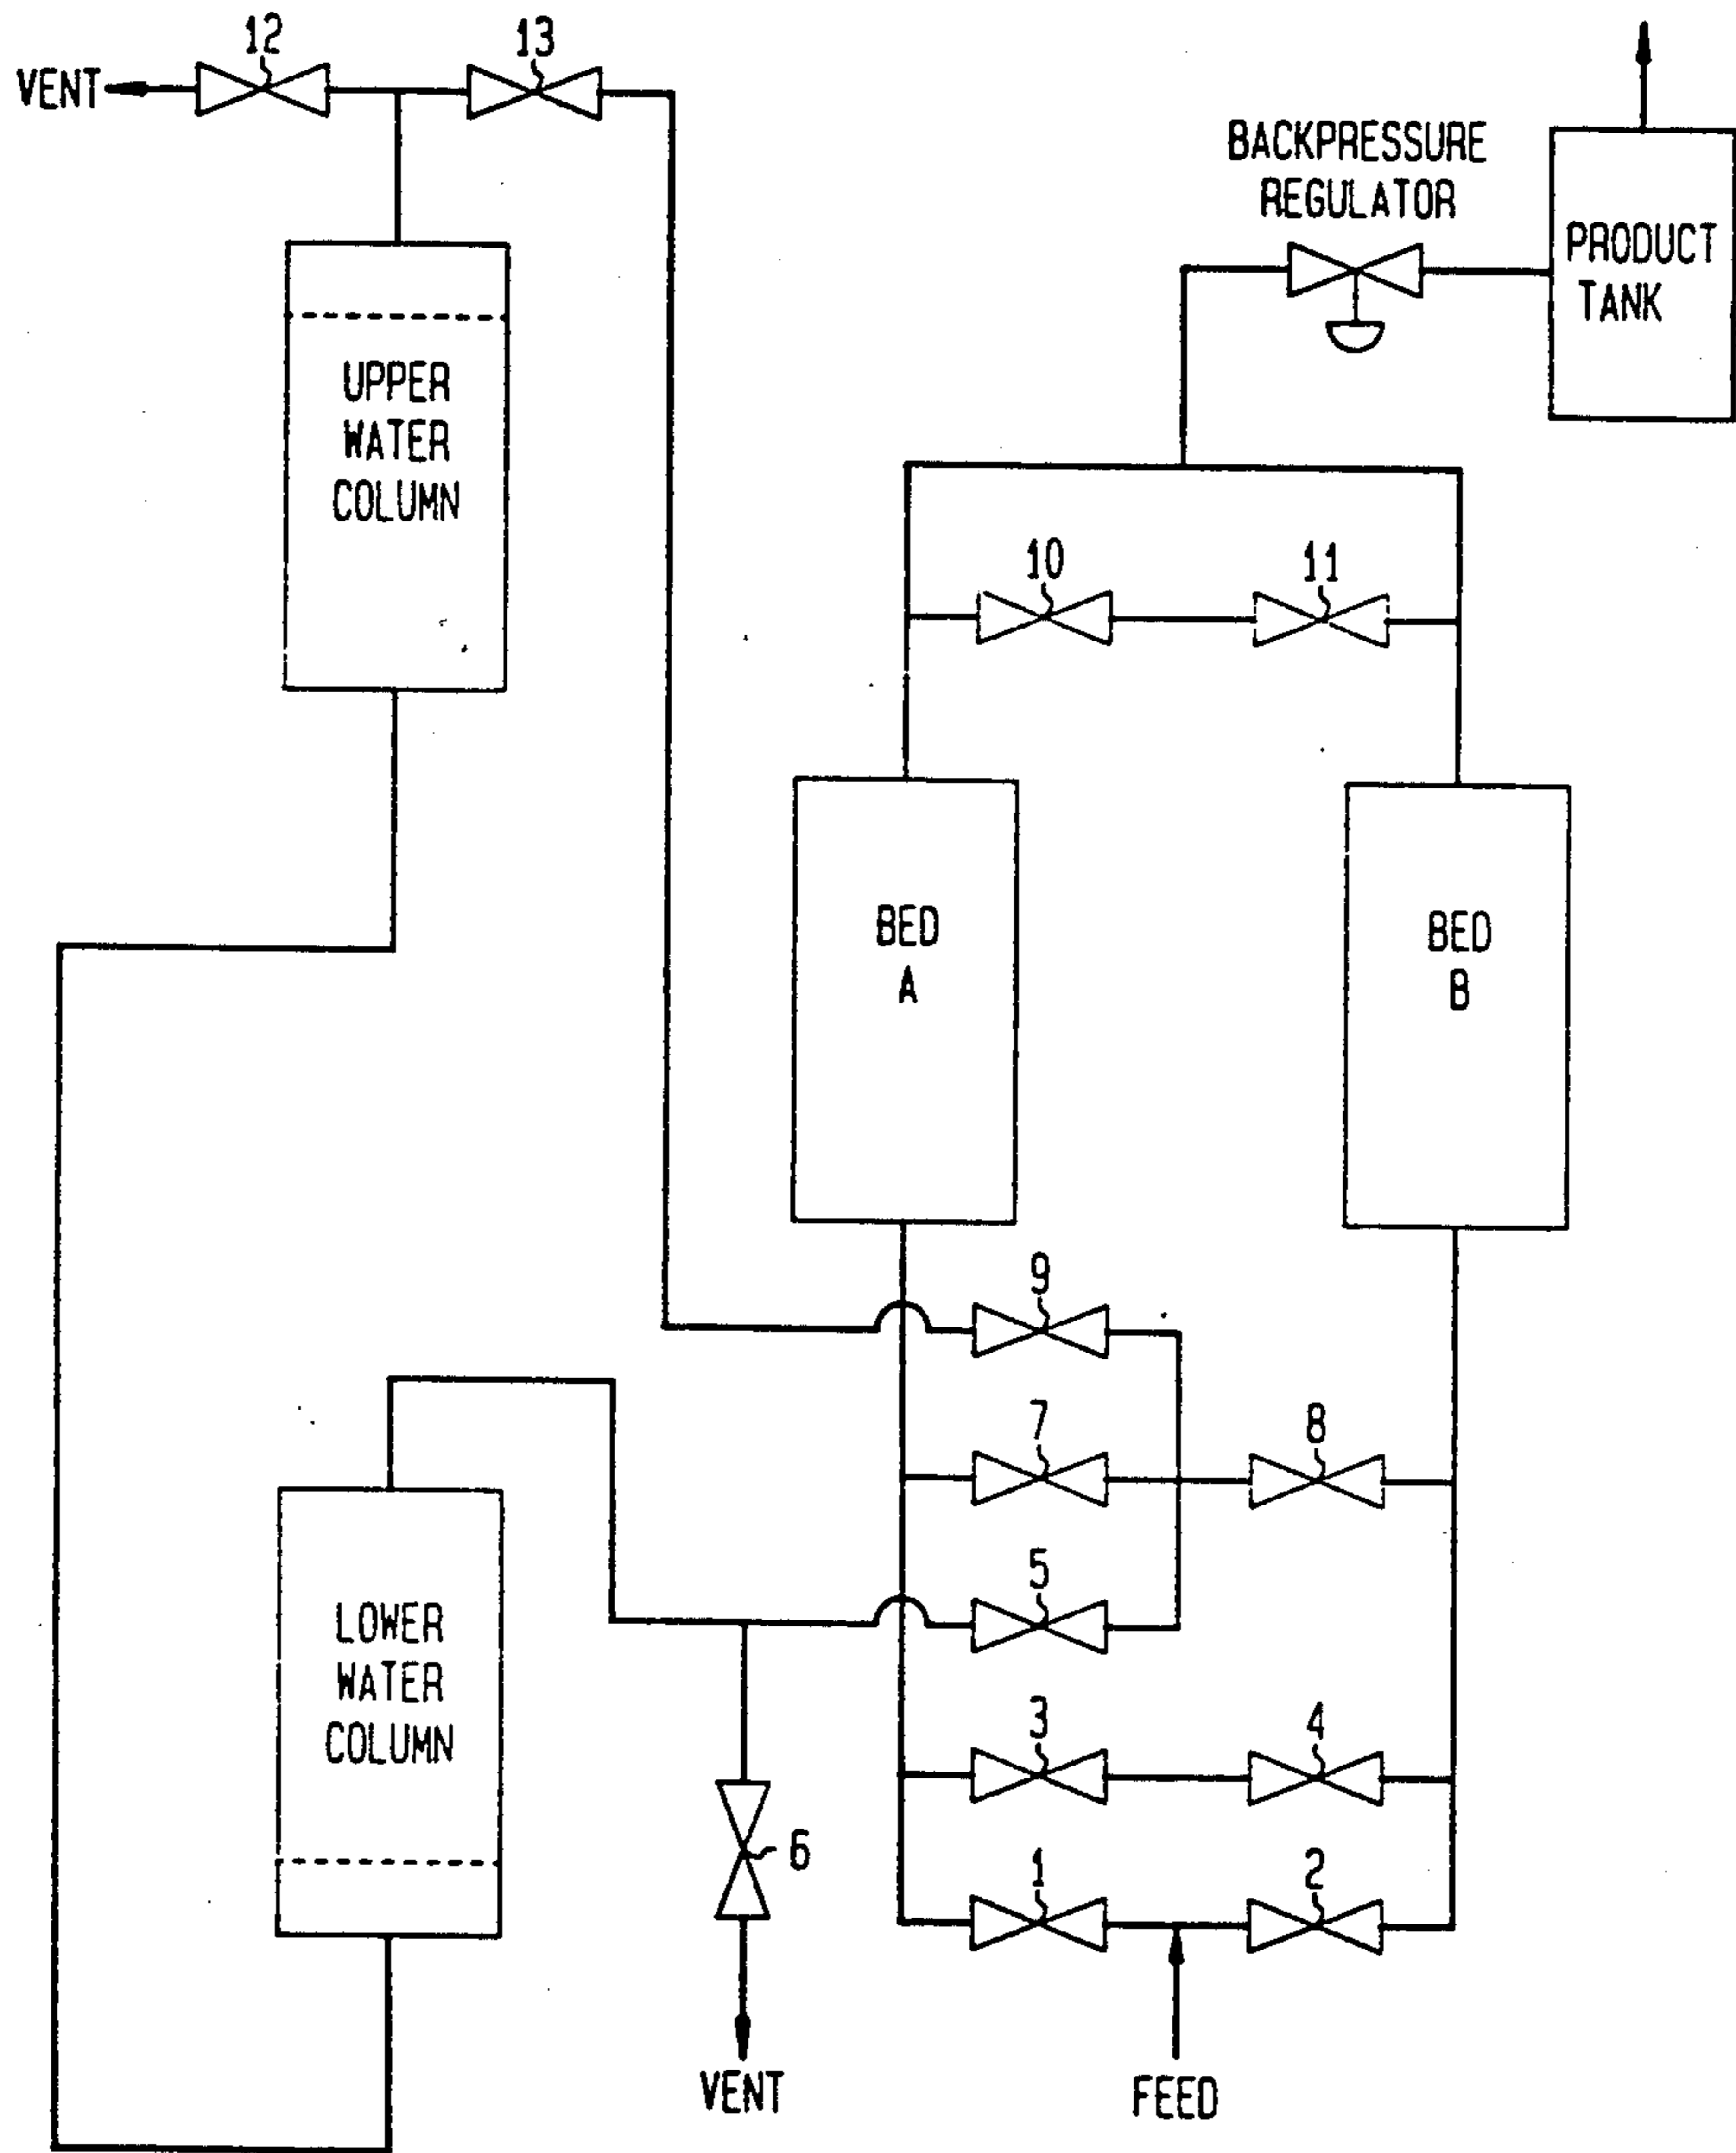 12
13
VENT
BACKPRESSURE
REGULATOR
PRODUCT
TANK
UPPER
WATER
COLUMN
10
11
BED
A
BED
B
9
7
8
5
LOWER
WATER
COLUMN
3
4
6
1
2
VENT
FEED